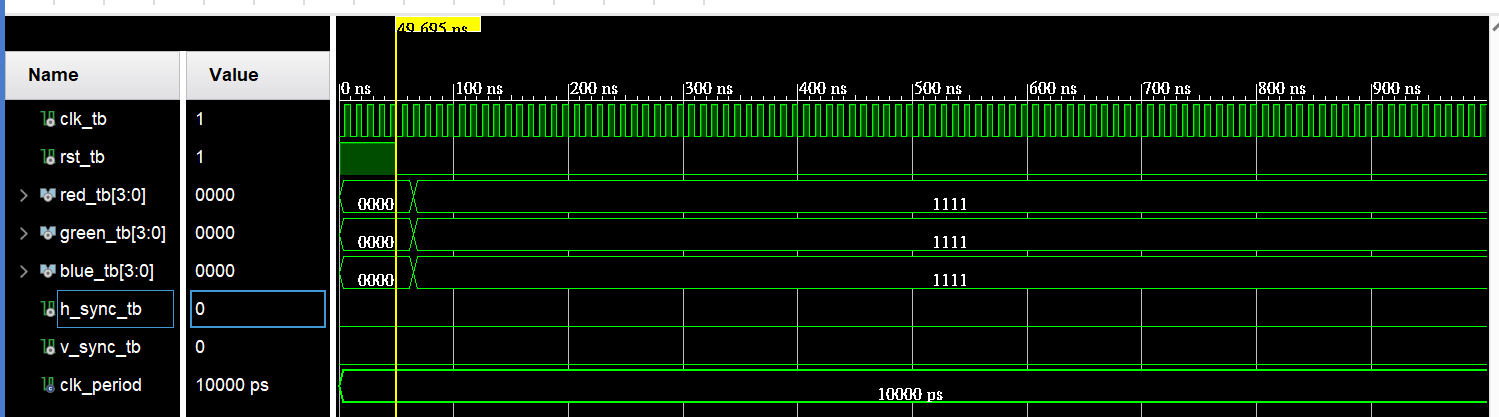 49.695 ns
Name Value
0 ns 100 ns 200 ns 300 ns 400 ns 500 ns 600 ns 700 ns 800 ns 900 ns
clk_tb 1
rst_tb 1
red_tb[3:0] 0000 0000 1111
green_tb[3:0] 0000 0000 1111
blue_tb[3:0] 0000 0000 1111
h_sync_tb 0
v_sync_tb 0
clk_period 10000 ps 10000 ps